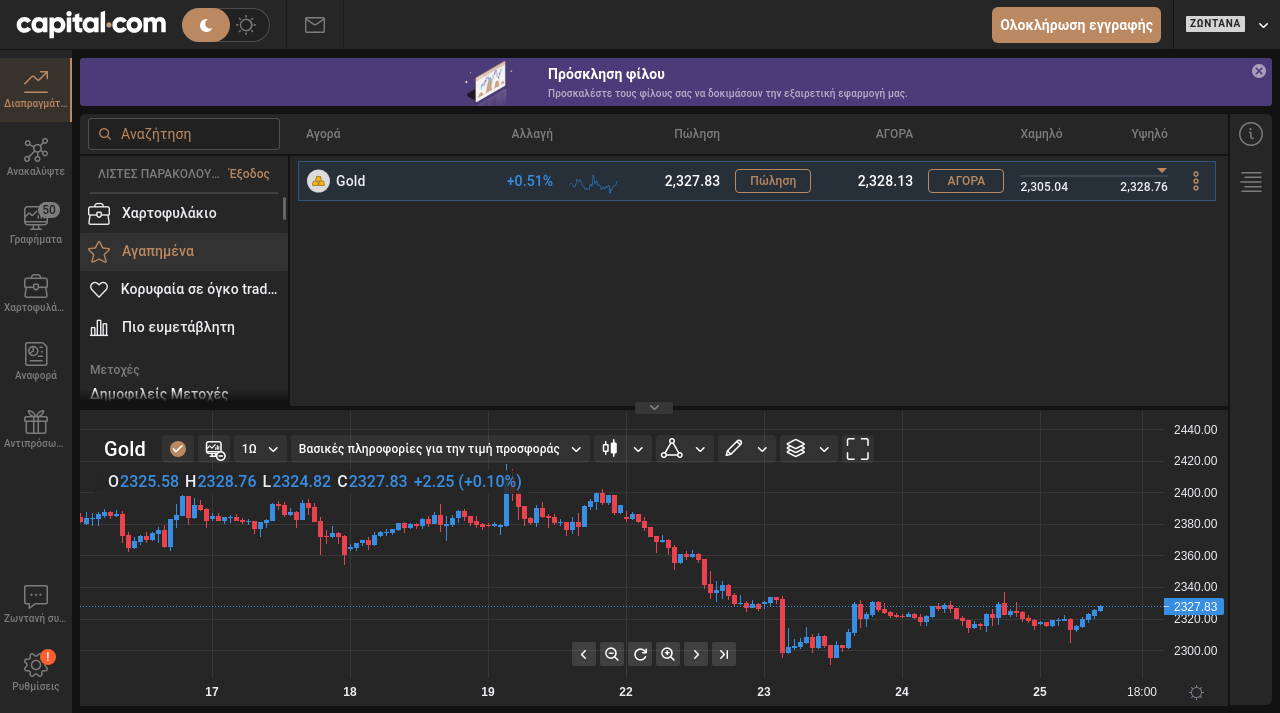 capital.com
Ολοκλήρωση εγγραφής
ΖΩΝΤΑΝΆ
Πρόσκληση φίλου
Προσκαλέστε τους φίλους σας να δοκιμάσουν την εξαιρετική εφαρμογή μας.
Διαπραγμάτ...
Ανακαλύψτε
50
Γραφήματα
Χαρτοφυλά...
Αναφορά
Αντιπρόσω...
Ζωντανή συ...
!
Ρυθμίσεις
Αναζήτηση
ΛΙΣΤΕΣ ΠΑΡΑΚΟΛΟΥ... Έξοδος
Χαρτοφυλάκιο
Αγαπημένα
Κορυφαία σε όγκο trad...
Πιο ευμετάβλητη
Μετοχές
Δημοφιλείς Μετοχές
Αγορά Αλλαγή Πώληση ΑΓΟΡΑ Χαμηλό Υψηλό
Gold +0.51% 2,327.83 Πώληση 2,328.13 ΑΓΟΡΑ 2,305.04 2,328.76
Gold 1Ω Βασικές πληροφορίες για την τιμή προσφοράς
O2325.58 H2328.76 L2324.82 C2327.83 +2.25 (+0.10%)
2440.00
2420.00
2400.00
2380.00
2360.00
2340.00
2327.83
2320.00
2300.00
17 18 19 22 23 24 25 18:00